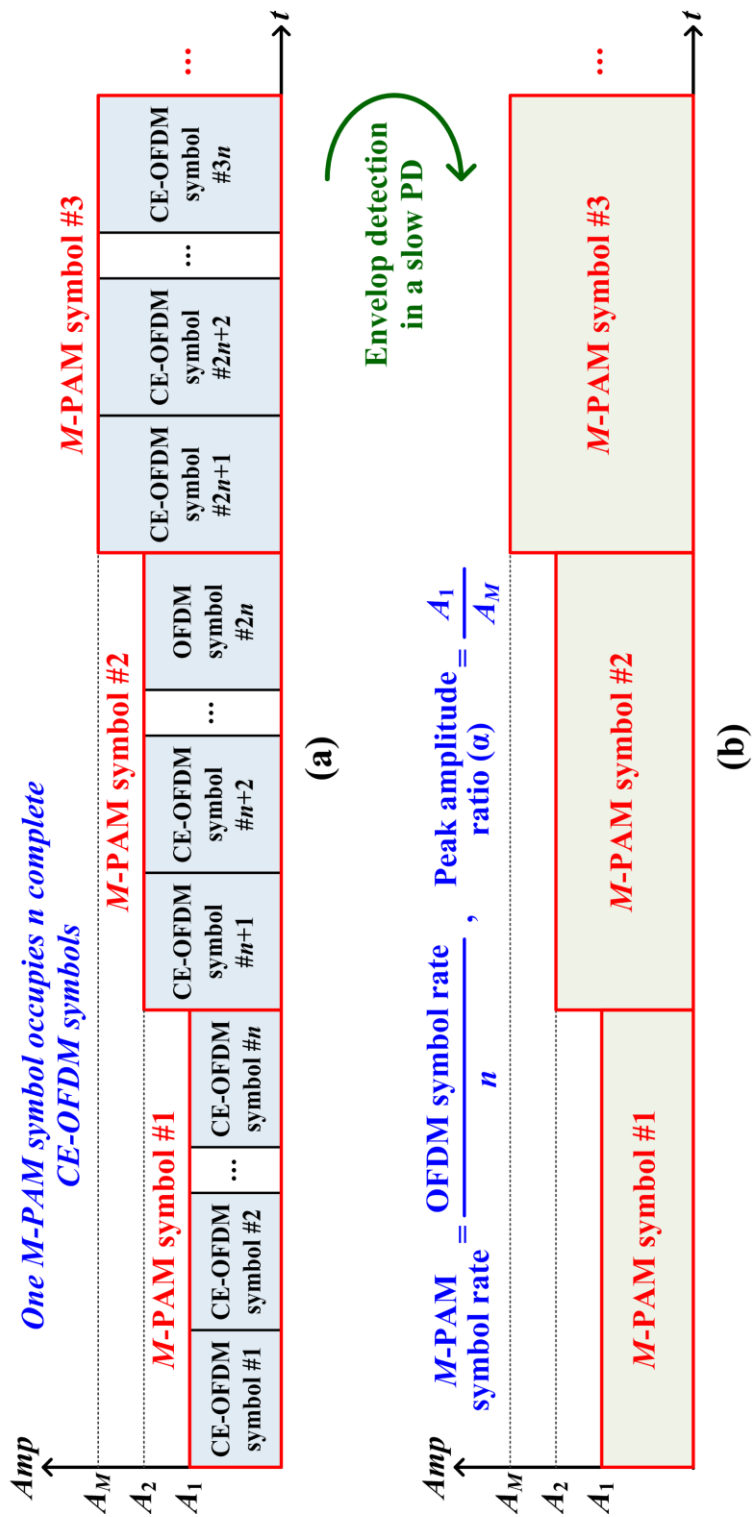 One M-PAM symbol occupies n complete
CE-OFDM symbols
Amp
A_M
A_2
A_1
M-PAM symbol #1
M-PAM symbol #2
M-PAM symbol #3
CE-OFDM
symbol #1
CE-OFDM
symbol #2
...
CE-OFDM
symbol #n
CE-OFDM
symbol
#n+1
CE-OFDM
symbol
#n+2
...
OFDM
symbol
#2n
CE-OFDM
symbol
#2n+1
CE-OFDM
symbol
#2n+2
...
CE-OFDM
symbol
#3n
...
t
(a)
Envelop detection
in a slow PD
M-PAM
symbol rate
=
OFDM symbol rate
n
,
Peak amplitude
ratio (α)
=
A_1
A_M
Amp
A_M
A_2
A_1
M-PAM symbol #1
M-PAM symbol #2
M-PAM symbol #3
...
t
(b)